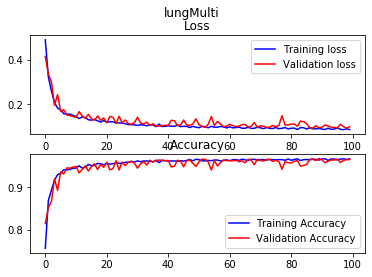 lungMulti
Loss
0.4
0.2
Training loss
Validation loss
0 20 40 60 80 100
Accuracy
0.9
0.8
Training Accuracy
Validation Accuracy
0 20 40 60 80 100